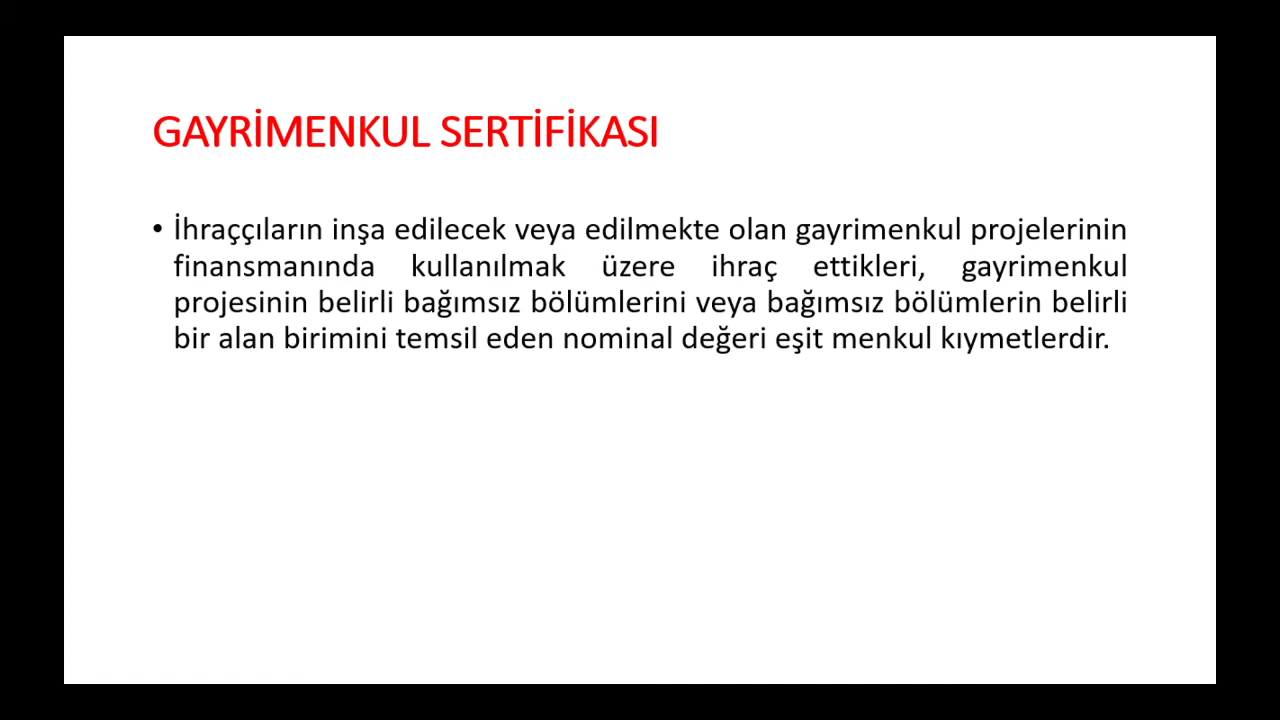 GAYRİMENKUL SERTİFİKASI
• İhraççıların inşa edilecek veya edilmekte olan gayrimenkul projelerinin
finansmanında kullanılmak üzere ihraç ettikleri, gayrimenkul
projesinin belirli bağımsız bölümlerini veya bağımsız bölümlerin belirli
bir alan birimini temsil eden nominal değeri eşit menkul kıymetlerdir.